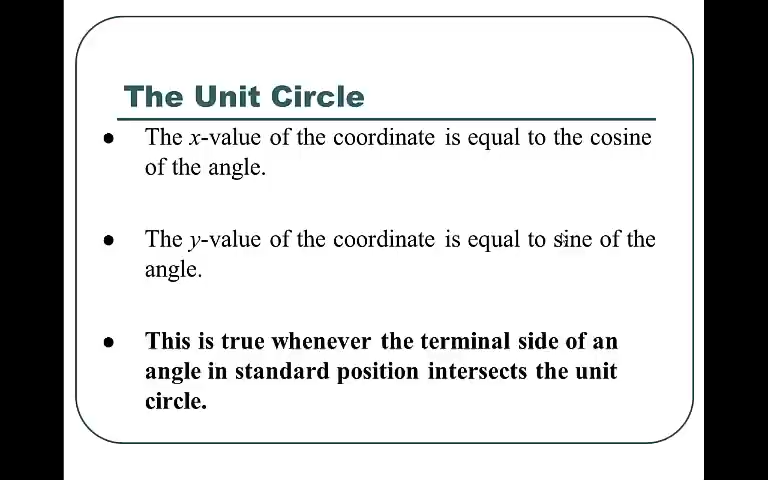 The Unit Circle
● The x-value of the coordinate is equal to the cosine
of the angle.
● The y-value of the coordinate is equal to sine of the
angle.
● This is true whenever the terminal side of an
angle in standard position intersects the unit
circle.